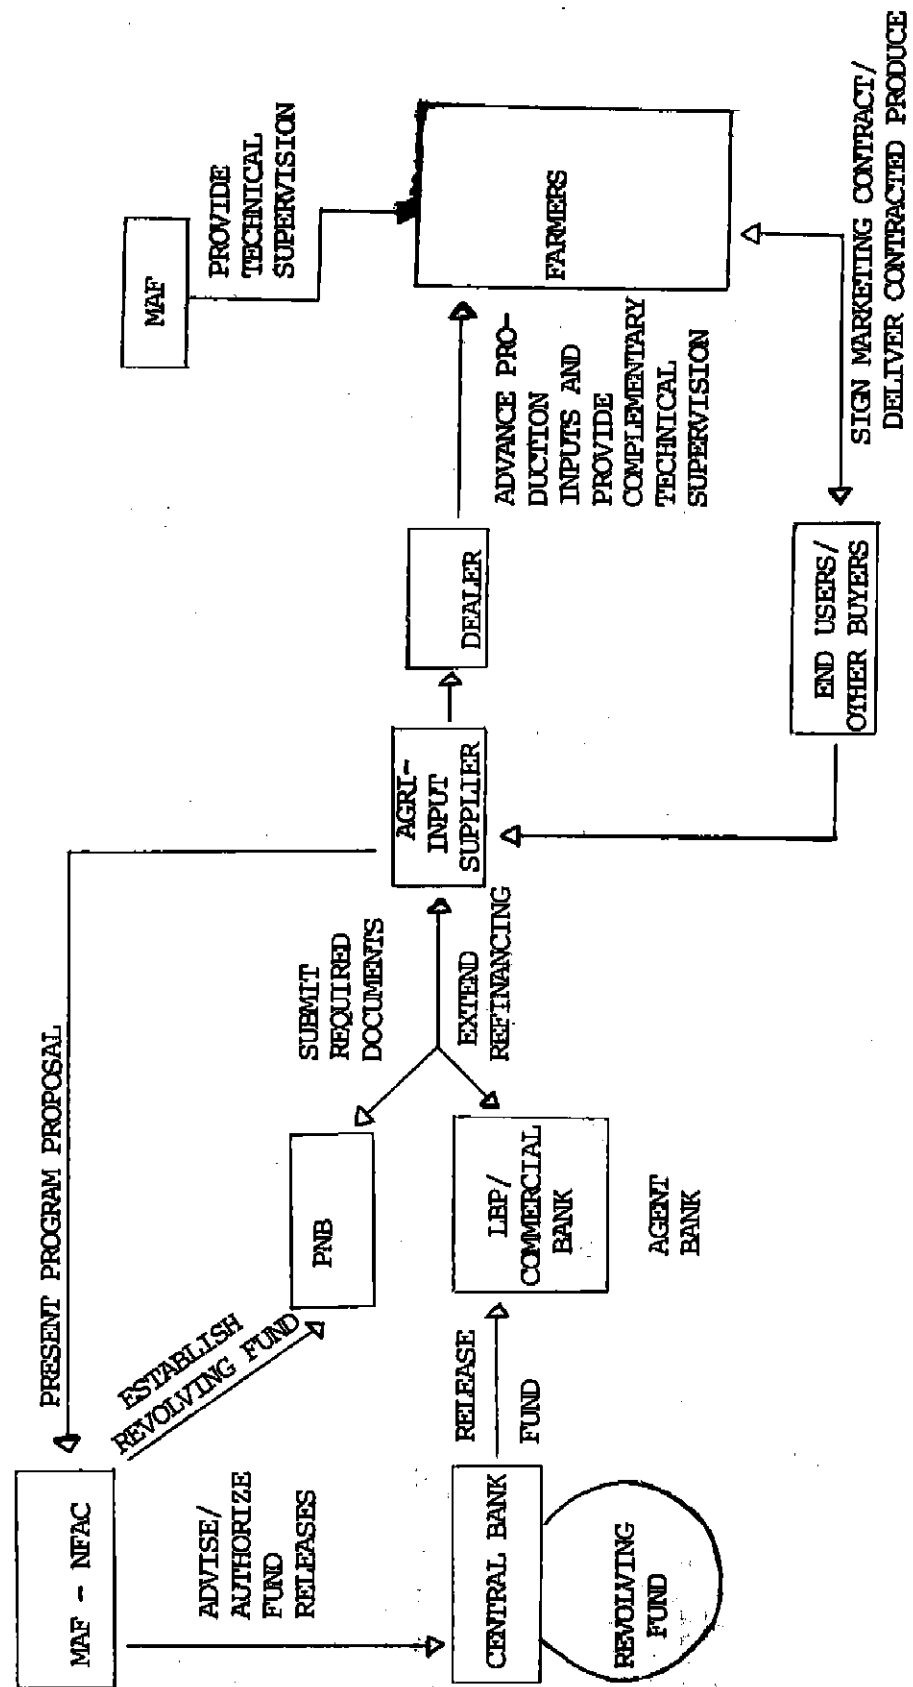 PRESENT PROGRAM PROPOSAL
MAF - NFAC
ESTABLISH
REVOLVING FUND
ADVISE/
AUTHORIZE
FUND
RELEASES
CENTRAL BANK
REVOLVING
FUND
RELEASE
FUND
PNB
LBP/
COMMERCIAL
BANK
AGENT
BANK
SUBMIT
REQUIRED
DOCUMENTS
EXTEND
REFINANCING
AGRI-
INPUT
SUPPLIER
DEALER
ADVANCE PRO-
DUCTION
INPUTS AND
PROVIDE
COMPLEMENTARY
TECHNICAL
SUPERVISION
MAF
PROVIDE
TECHNICAL
SUPERVISION
FARMERS
END USERS/
OTHER BUYERS
SIGN MARKETING CONTRACT/
DELIVER CONTRACTED PRODUCE